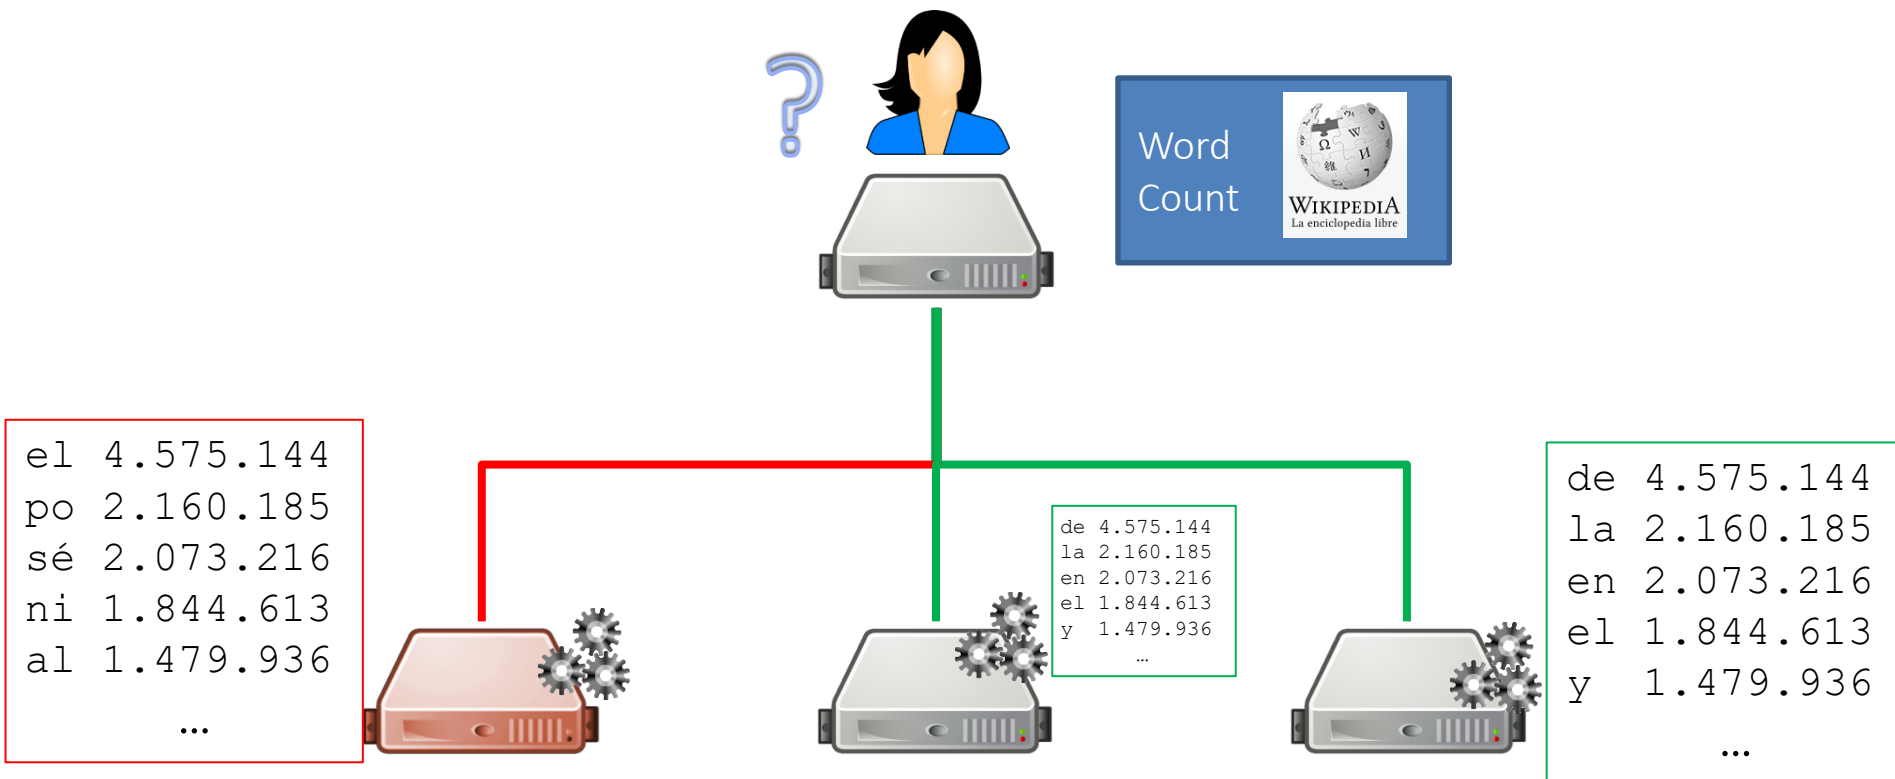 ?
Word
Count
WIKIPEDIA
La enciclopedia libre
el 4.575.144
po 2.160.185
sé 2.073.216
ni 1.844.613
al 1.479.936
...
de 4.575.144
la 2.160.185
en 2.073.216
el 1.844.613
y 1.479.936
...
de 4.575.144
la 2.160.185
en 2.073.216
el 1.844.613
y 1.479.936
...